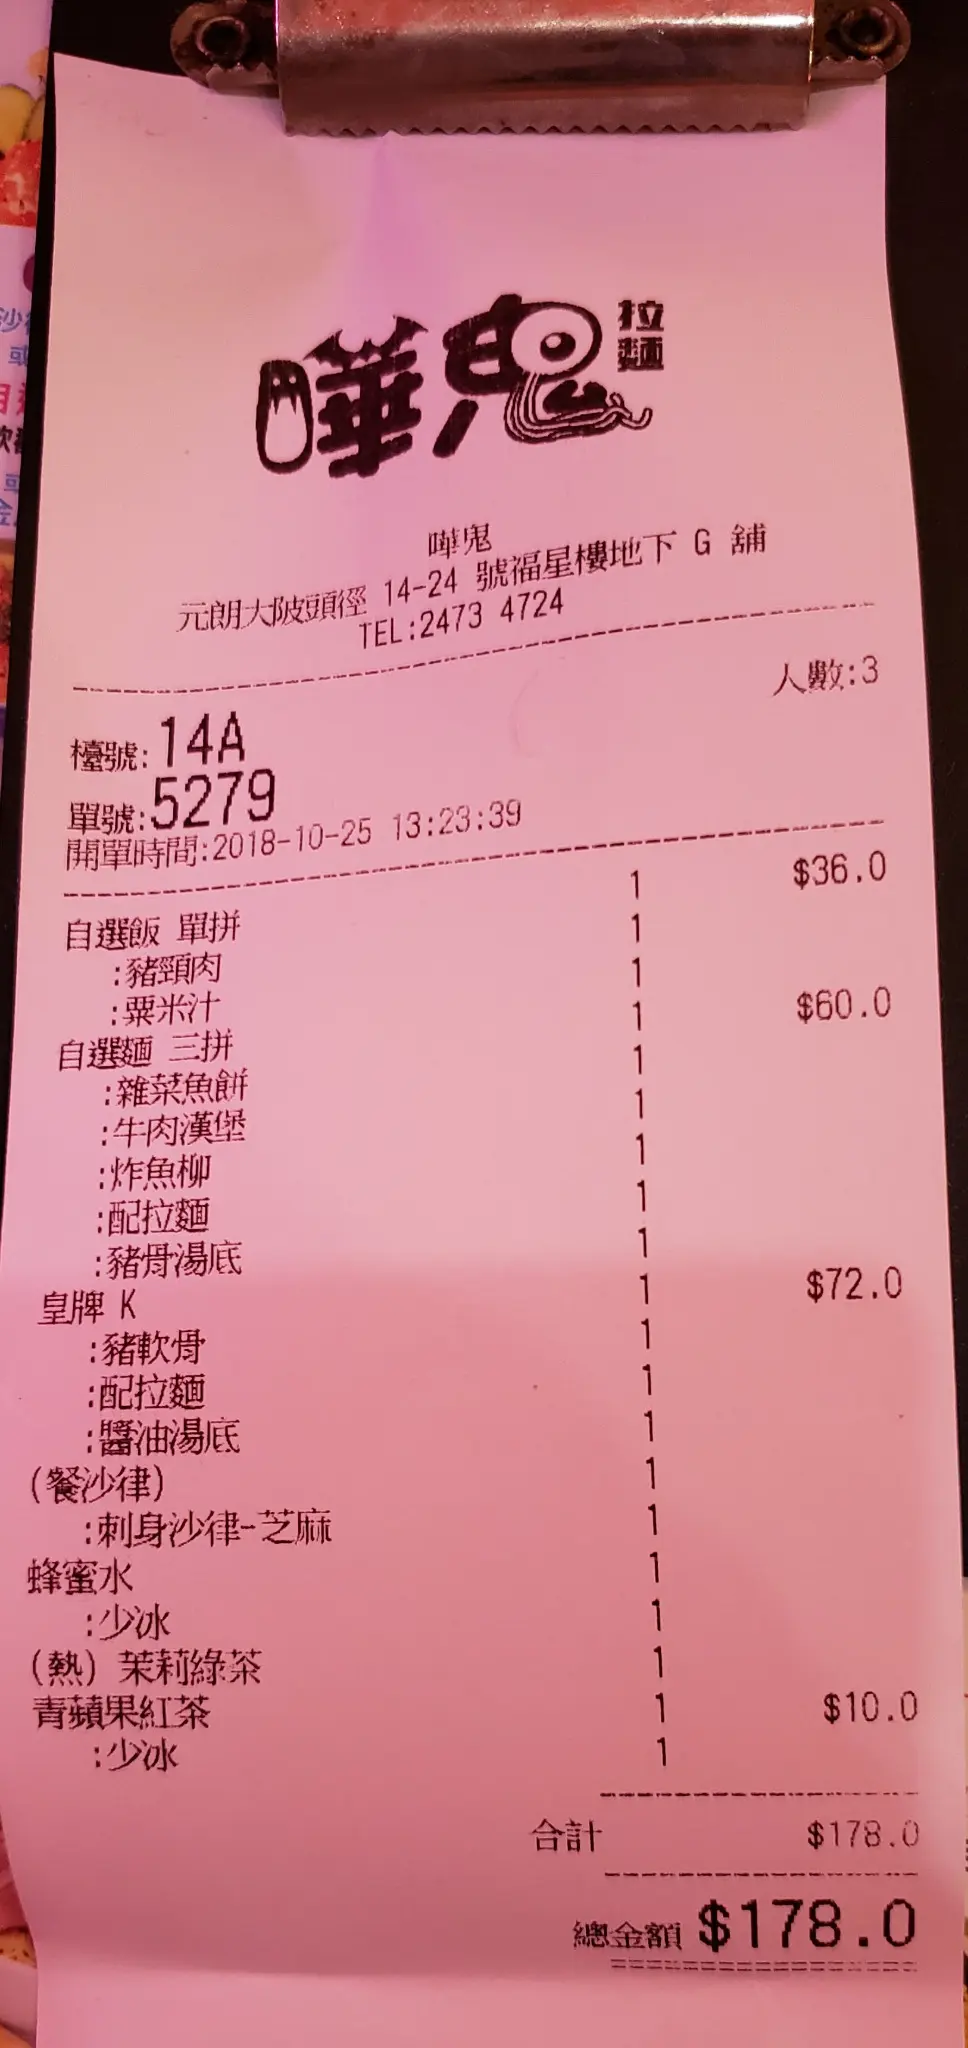 嘩鬼
拉麵
嘩鬼
元朗大陂頭徑 14-24 號福星樓地下 G 舖
TEL:2473 4724
人數:3
檯號:14A
單號:5279
開單時間:2018-10-25 13:23:39
自選飯 單拼 1 $36.0
:豬頸肉 1
:粟米汁 1
自選麵 三拼 1 $60.0
:雜菜魚餅 1
:牛肉漢堡 1
:炸魚柳 1
:配拉麵 1
:豬骨湯底 1
皇牌 K 1 $72.0
:豬軟骨 1
:配拉麵 1
:醬油湯底 1
(餐沙律) 1
:刺身沙律-芝麻 1
蜂蜜水 1
:少冰 1
(熱) 茉莉綠茶 1
青蘋果紅茶 1 $10.0
:少冰 1
合計 $178.0
總金額 $178.0